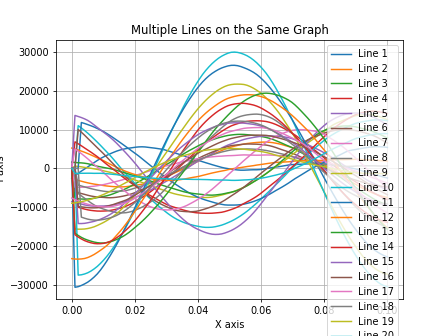 Multiple Lines on the Same Graph
30000
20000
10000
0
−10000
−20000
−30000
0.00
0.02
0.04
0.06
X axis
Line 1
Line 2
Line 3
Line 4
Line 5
Line 6
Line 7
Line 8
Line 9
Line 10
Line 11
Line 12
Line 13
Line 14
Line 15
Line 16
Line 17
Line 18
Line 19
Line 20